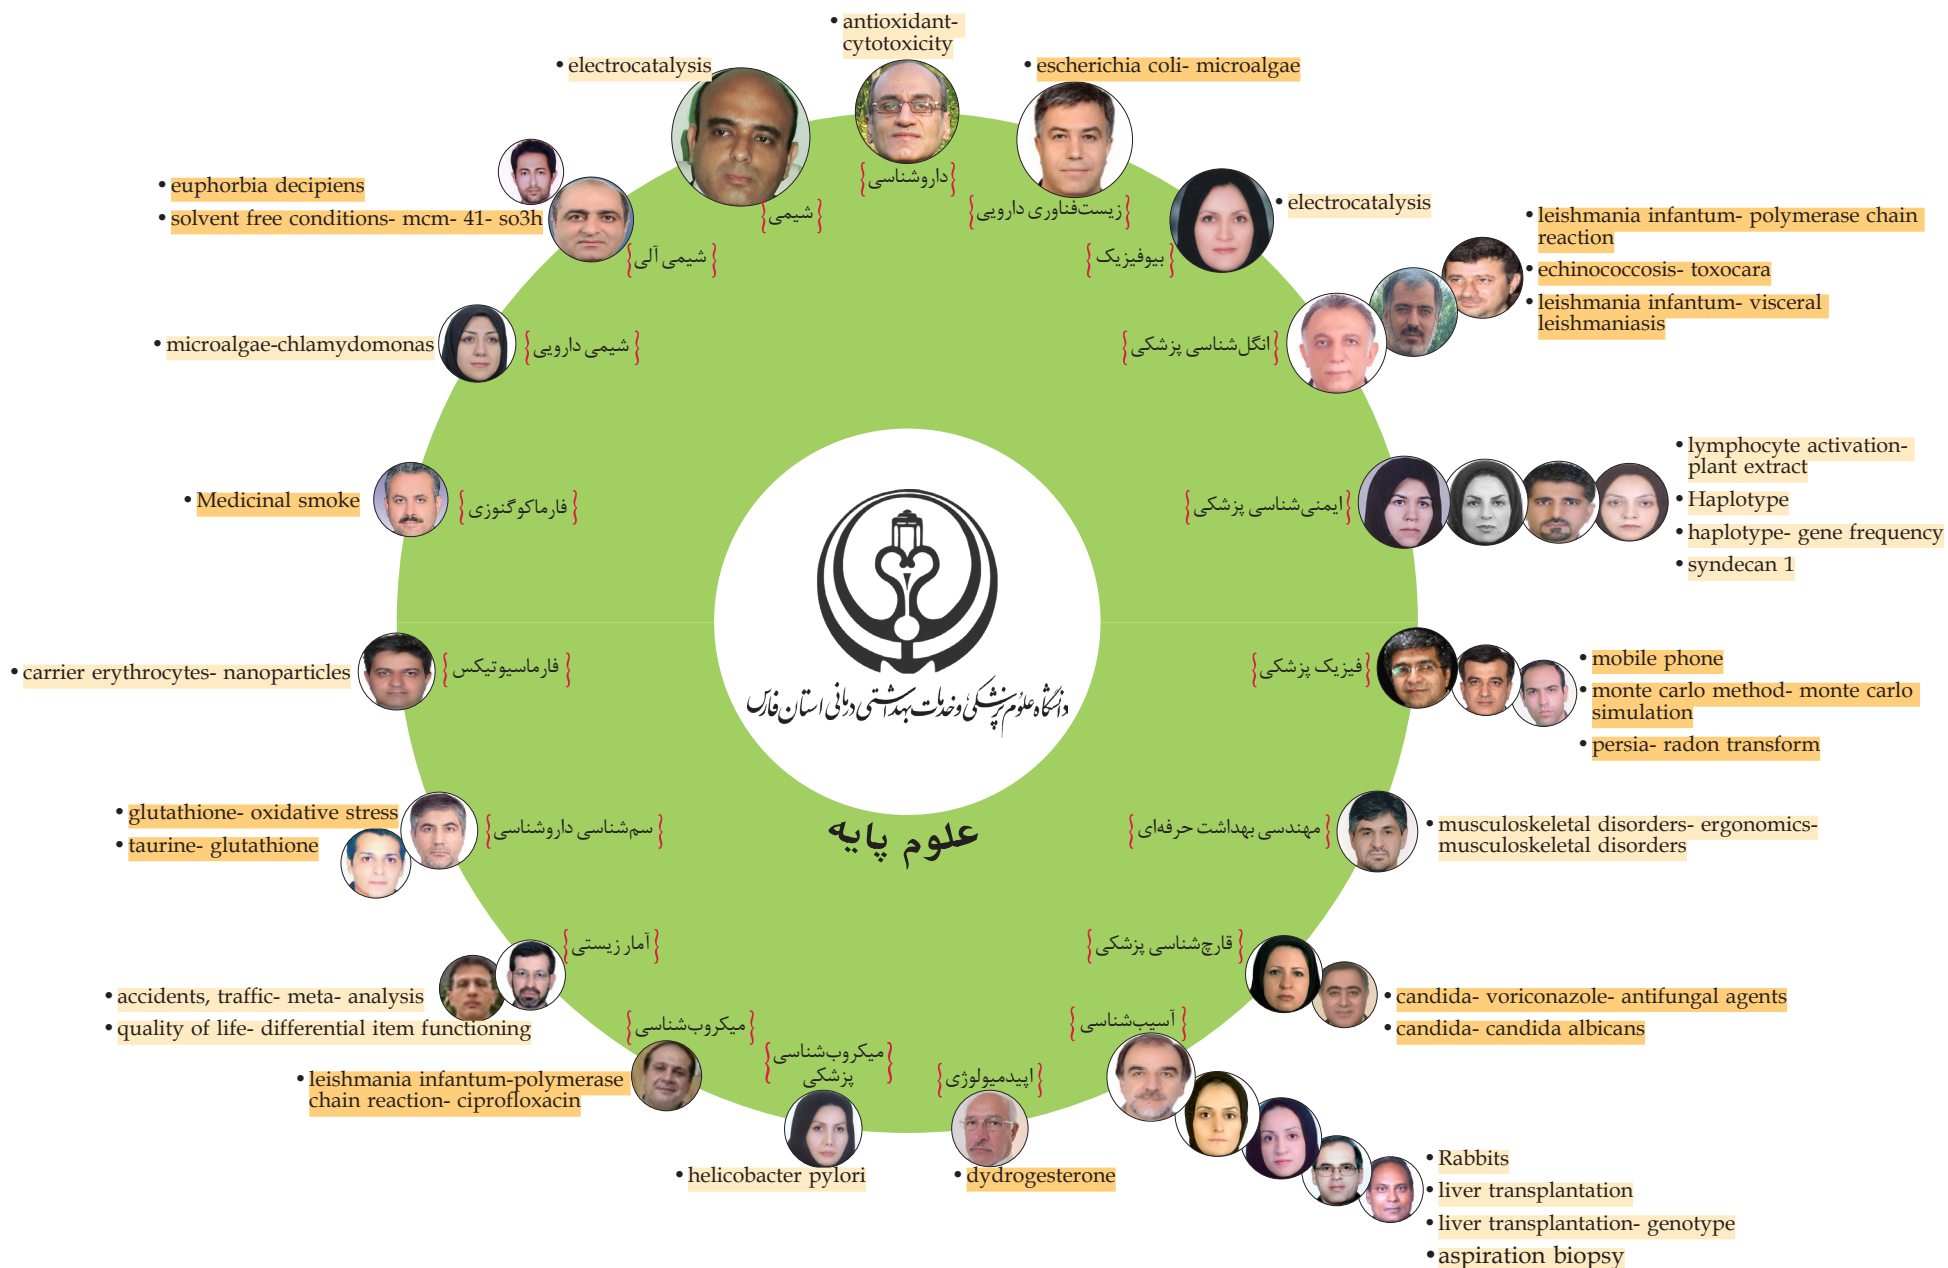 • antioxidant-
cytotoxicity
{داروشناسی}
• escherichia coli- microalgae
{زیست‌فناوری دارویی}
• electrocatalysis
{بیوفیزیک}
• leishmania infantum- polymerase chain
reaction
• echinococcosis- toxocara
• leishmania infantum- visceral
leishmaniasis
{انگل‌شناسی پزشکی}
• lymphocyte activation-
plant extract
• Haplotype
• haplotype- gene frequency
• syndecan 1
{ایمنی‌شناسی پزشکی}
• mobile phone
• monte carlo method- monte carlo
simulation
• persia- radon transform
{فیزیک پزشکی}
• musculoskeletal disorders- ergonomics-
musculoskeletal disorders
{مهندسی بهداشت حرفه‌ای}
• candida- voriconazole- antifungal agents
• candida- candida albicans
{قارچ‌شناسی پزشکی}
• Rabbits
• liver transplantation
• liver transplantation- genotype
• aspiration biopsy
{آسیب‌شناسی}
{اپیدمیولوژی}
• dydrogesterone
{میکروب‌شناسی
پزشکی}
• helicobacter pylori
{میکروب‌شناسی}
• leishmania infantum-polymerase
chain reaction- ciprofloxacin
{آمار زیستی}
• accidents, traffic- meta- analysis
• quality of life- differential item functioning
{سم‌شناسی داروشناسی}
• glutathione- oxidative stress
• taurine- glutathione
{فارماسیوتیکس}
• carrier erythrocytes- nanoparticles
{فارماکوگنوزی}
• Medicinal smoke
{شیمی دارویی}
• microalgae-chlamydomonas
{شیمی آلی}
• euphorbia decipiens
• solvent free conditions- mcm- 41- so3h
{شیمی}
• electrocatalysis
دانشگاه علوم پزشکی و خدمات بهداشتی درمانی استان فارس
علوم پایه